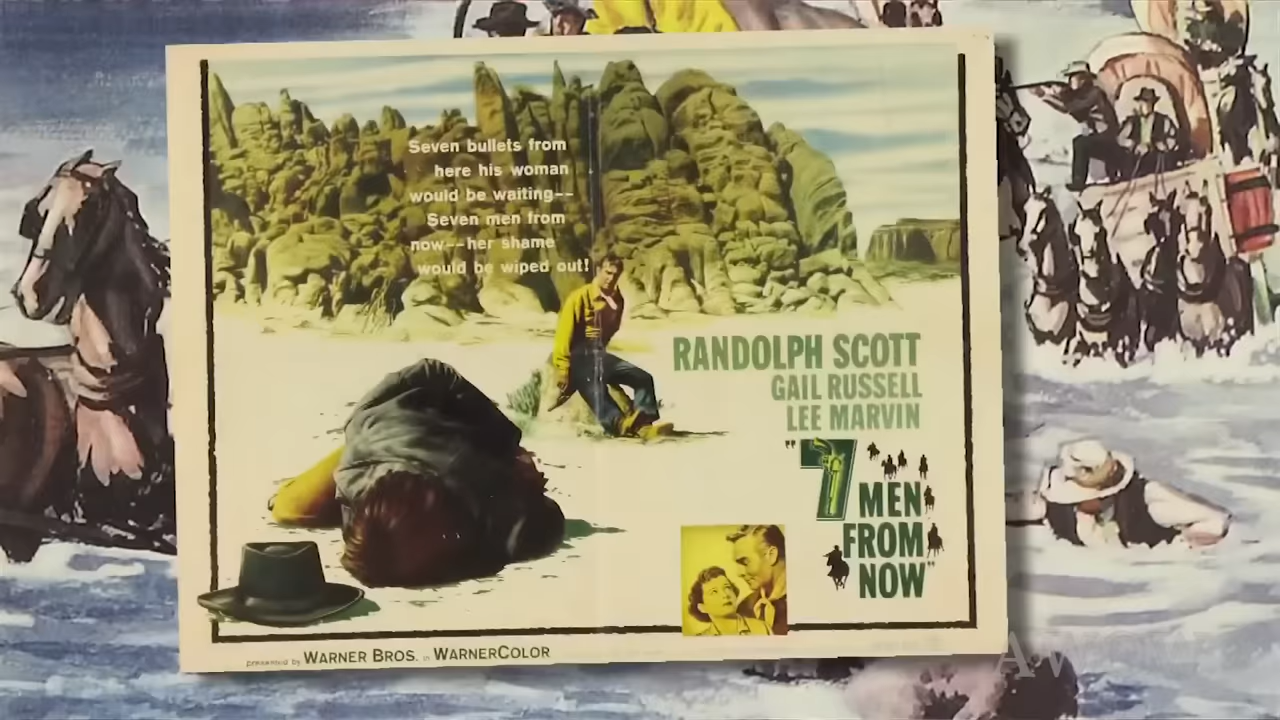 Seven bullets from
here his woman
would be waiting--
Seven men from
now--her shame
would be wiped out!
RANDOLPH SCOTT
GAIL RUSSELL
LEE MARVIN
"7
MEN
FROM
NOW"
presented by WARNER BROS. in WARNERCOLOR